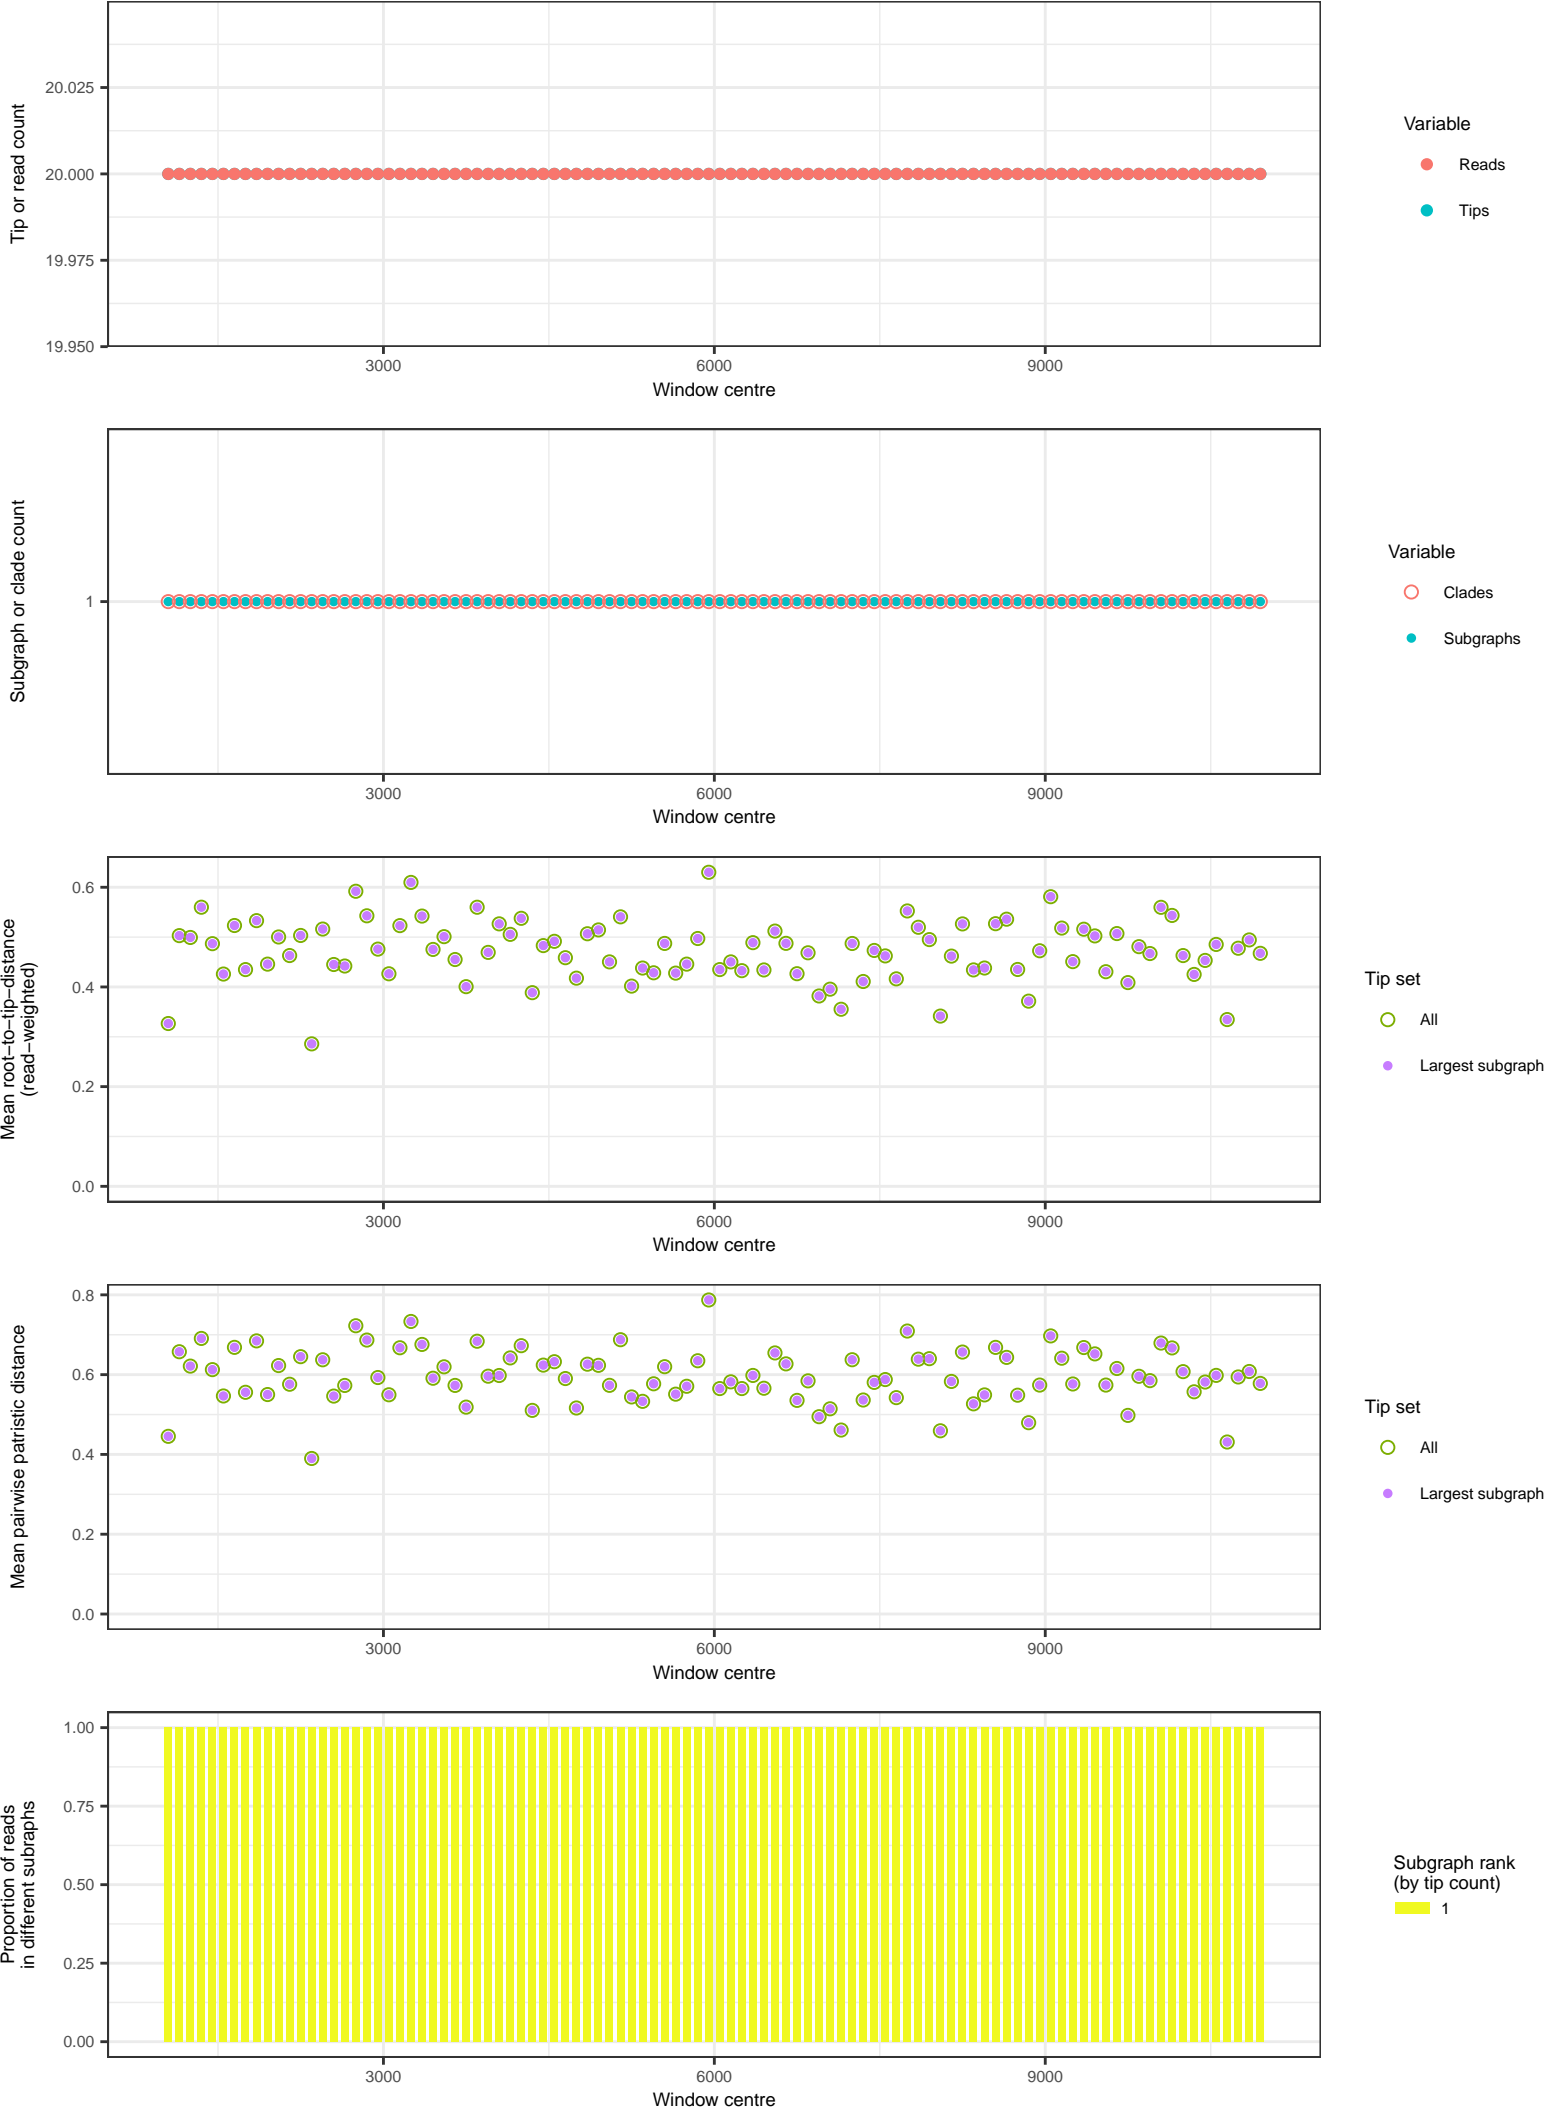 20.025
20.000
19.975
19.950
Tip or read count
3000
6000
9000
Window centre
Variable
Reads
Tips
1
Subgraph or clade count
3000
6000
9000
Window centre
Variable
Clades
Subgraphs
0.6
0.4
0.2
0.0
Mean root−to−tip−distance
(read−weighted)
3000
6000
9000
Window centre
Tip set
All
Largest subgraph
0.8
0.6
0.4
0.2
0.0
Mean pairwise patristic distance
3000
6000
9000
Window centre
Tip set
All
Largest subgraph
1.00
0.75
0.50
0.25
0.00
Proportion of reads
in different subraphs
3000
6000
9000
Window centre
Subgraph rank
(by tip count)
1